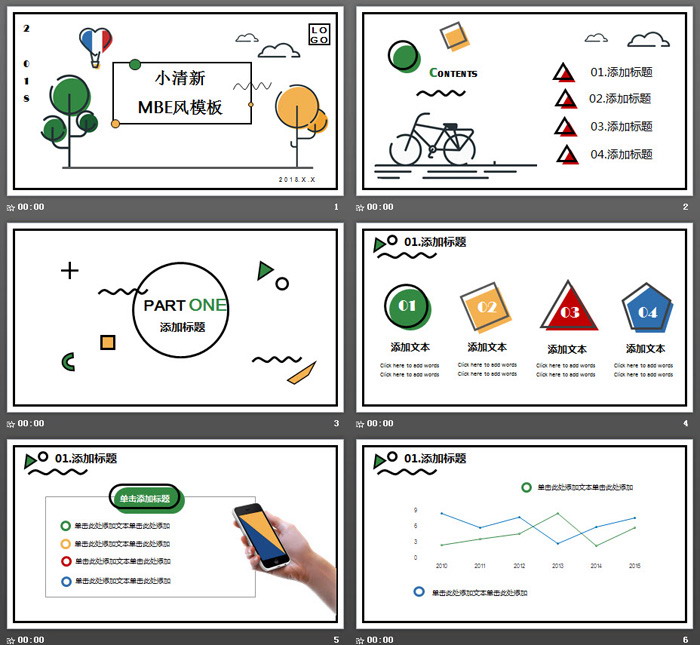 2
0
1
8
LO
GO
小清新
MBE风模板
2018.X.X
00:00
1
CONTENTS
01.添加标题
02.添加标题
03.添加标题
04.添加标题
00:00
2
PART ONE
添加标题
00:00
3
01.添加标题
01
02
03
04
添加文本
添加文本
添加文本
添加文本
Click here to add words
Click here to add words
Click here to add words
Click here to add words
Click here to add words
Click here to add words
Click here to add words
Click here to add words
00:00
4
01.添加标题
单击添加标题
单击此处添加文本单击此处添加
单击此处添加文本单击此处添加
单击此处添加文本单击此处添加
单击此处添加文本单击此处添加
00:00
5
01.添加标题
单击此处添加文本单击此处添加
9
6
3
0
2010 2011 2012 2013 2014 2015
单击此处添加文本单击此处添加
00:00
6